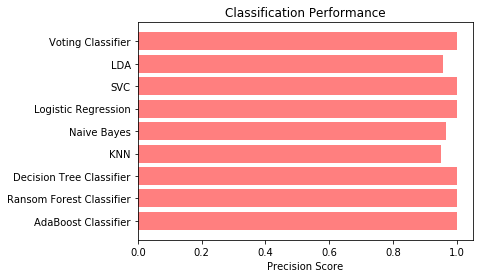 Classification Performance
Voting Classifier
LDA
SVC
Logistic Regression
Naive Bayes
KNN
Decision Tree Classifier
Ransom Forest Classifier
AdaBoost Classifier
0.0 0.2 0.4 0.6 0.8 1.0
Precision Score